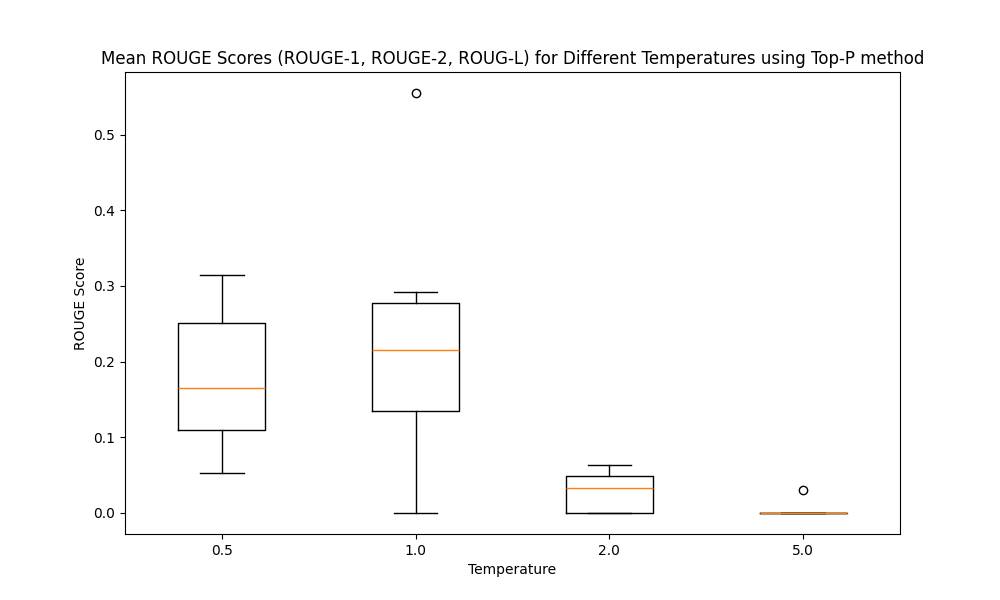 Mean ROUGE Scores (ROUGE-1, ROUGE-2, ROUG-L) for Different Temperatures using Top-P method
0.5
0.4
0.3
0.2
0.1
0.0
ROUGE Score
0.5 1.0 2.0 5.0
Temperature